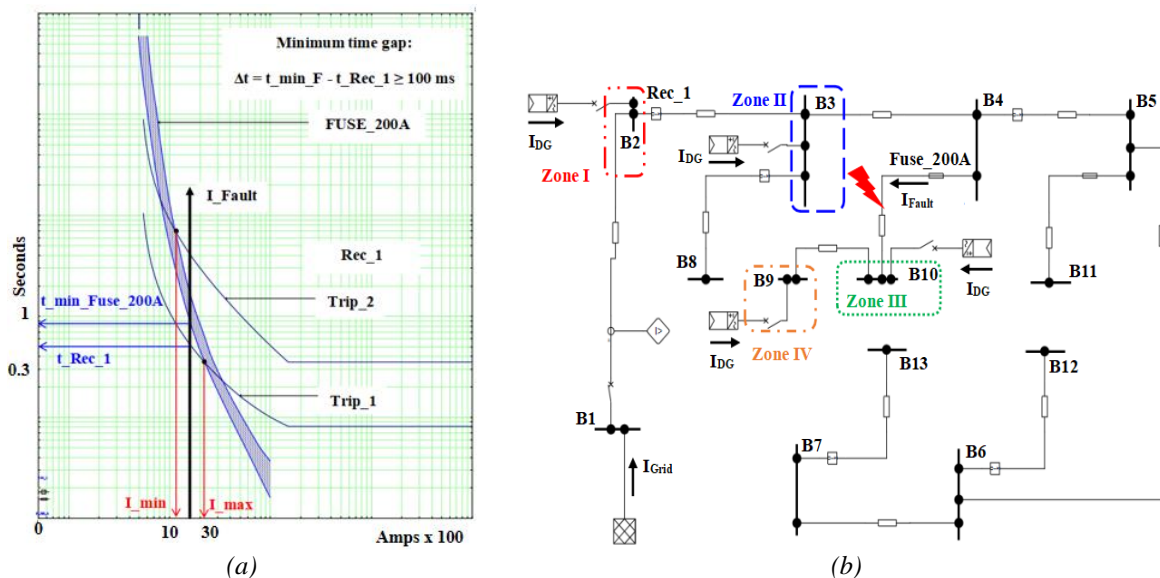 Minimum time gap:
Δt = t_min_F - t_Rec_1 ≥ 100 ms
FUSE_200A
I_Fault
Rec_1
Trip_2
Trip_1
Seconds
t_min_Fuse_200A
1
t_Rec_1
0.3
I_min
I_max
0
10
30
Amps x 100
(a)
Rec_1
Zone II
B3
B4
B5
I_DG
B2
Zone I
I_DG
Fuse_200A
I_Fault
B8
B9
B10
B11
Zone III
I_DG
I_DG
Zone IV
B13
B12
B1
B7
B6
I_Grid
(b)